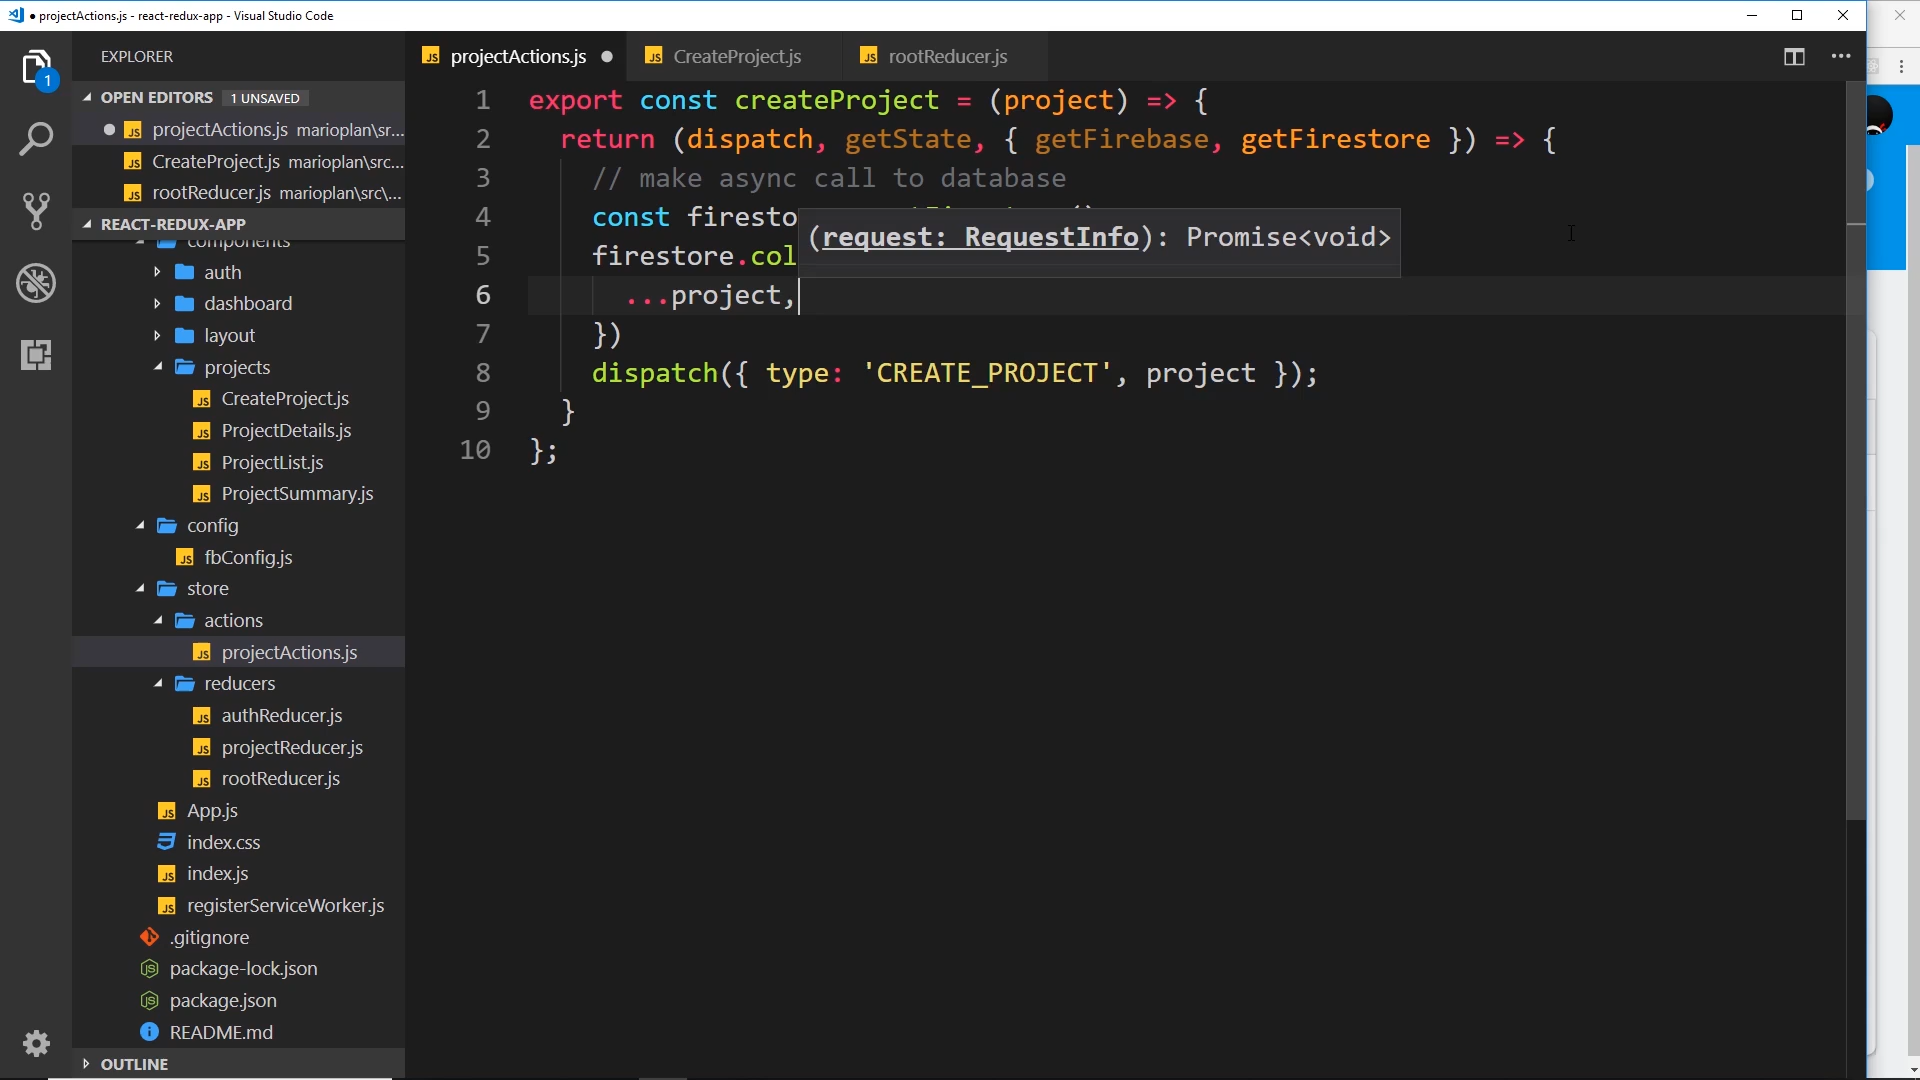 ● projectActions.js - react-redux-app - Visual Studio Code
EXPLORER
1
OPEN EDITORS 1 UNSAVED
projectActions.js marioplan\sr...
CreateProject.js marioplan\src...
rootReducer.js marioplan\src\...
REACT-REDUX-APP
components
auth
dashboard
layout
projects
CreateProject.js
ProjectDetails.js
ProjectList.js
ProjectSummary.js
config
fbConfig.js
store
actions
projectActions.js
reducers
authReducer.js
projectReducer.js
rootReducer.js
App.js
index.css
index.js
registerServiceWorker.js
.gitignore
package-lock.json
package.json
README.md
OUTLINE
projectActions.js
CreateProject.js
rootReducer.js
1 export const createProject = (project) => {
2 return (dispatch, getState, { getFirebase, getFirestore }) => {
3 // make async call to database
4 const firesto
(request: RequestInfo): Promise<void>
5 firestore.col
6 ...project,
7 })
8 dispatch({ type: 'CREATE_PROJECT', project });
9 }
10 };